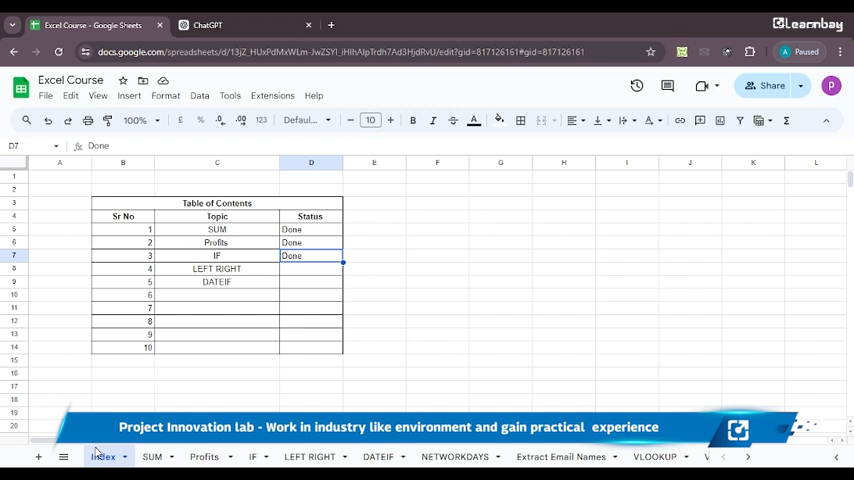 Excel Course - Google Sheets
ChatGPT
Learnbay
docs.google.com/spreadsheets/d/13jZ_HUxPdMxWLm-JwZSYl_iHIhAlpTrdh7Ad3HjdRvU/edit?gid=817126161#gid=817126161
A Paused
Excel Course
File Edit View Insert Format Data Tools Extensions Help
Share
P
100% £ % .0 .00 123 Defaul... 10 B I A
D7 fx Done
A B C D E F G H I J K L
1
2
3 Table of Contents
4 Sr No Topic Status
5 1 SUM Done
6 2 Profits Done
7 3 IF Done
8 4 LEFT RIGHT
9 5 DATEIF
10 6
11 7
12 8
13 9
14 10
15
16
17
18
19
20
Project Innovation lab - Work in industry like environment and gain practical experience
Index SUM Profits IF LEFT RIGHT DATEIF NETWORKDAYS Extract Email Names VLOOKUP